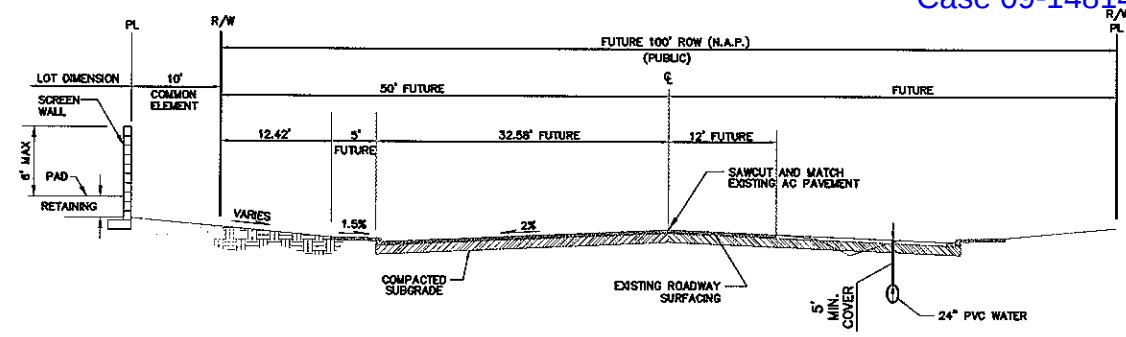 Case 09-14814
PL
R/W
R/W
PL
FUTURE 100' ROW (N.A.P.)
(PUBLIC)
℄
LOT DIMENSION
10'
COMMON
ELEMENT
50' FUTURE
FUTURE
SCREEN
WALL
12.42'
5'
FUTURE
32.58' FUTURE
12' FUTURE
6' MAX
PAD
RETAINING
SAWCUT AND MATCH
EXISTING AC PAVEMENT
VARIES
1.5%
2%
COMPACTED
SUBGRADE
EXISTING ROADWAY
SURFACING
5'
MIN.
COVER
24" PVC WATER